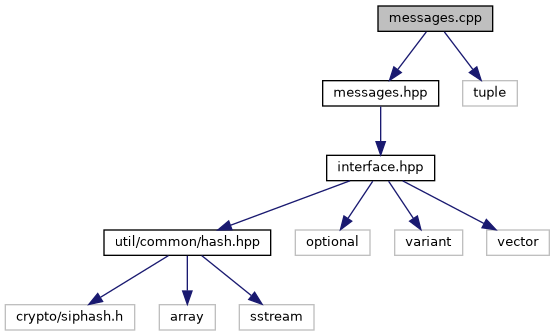 messages.cpp
messages.hpp
tuple
interface.hpp
util/common/hash.hpp
optional
variant
vector
crypto/siphash.h
array
sstream